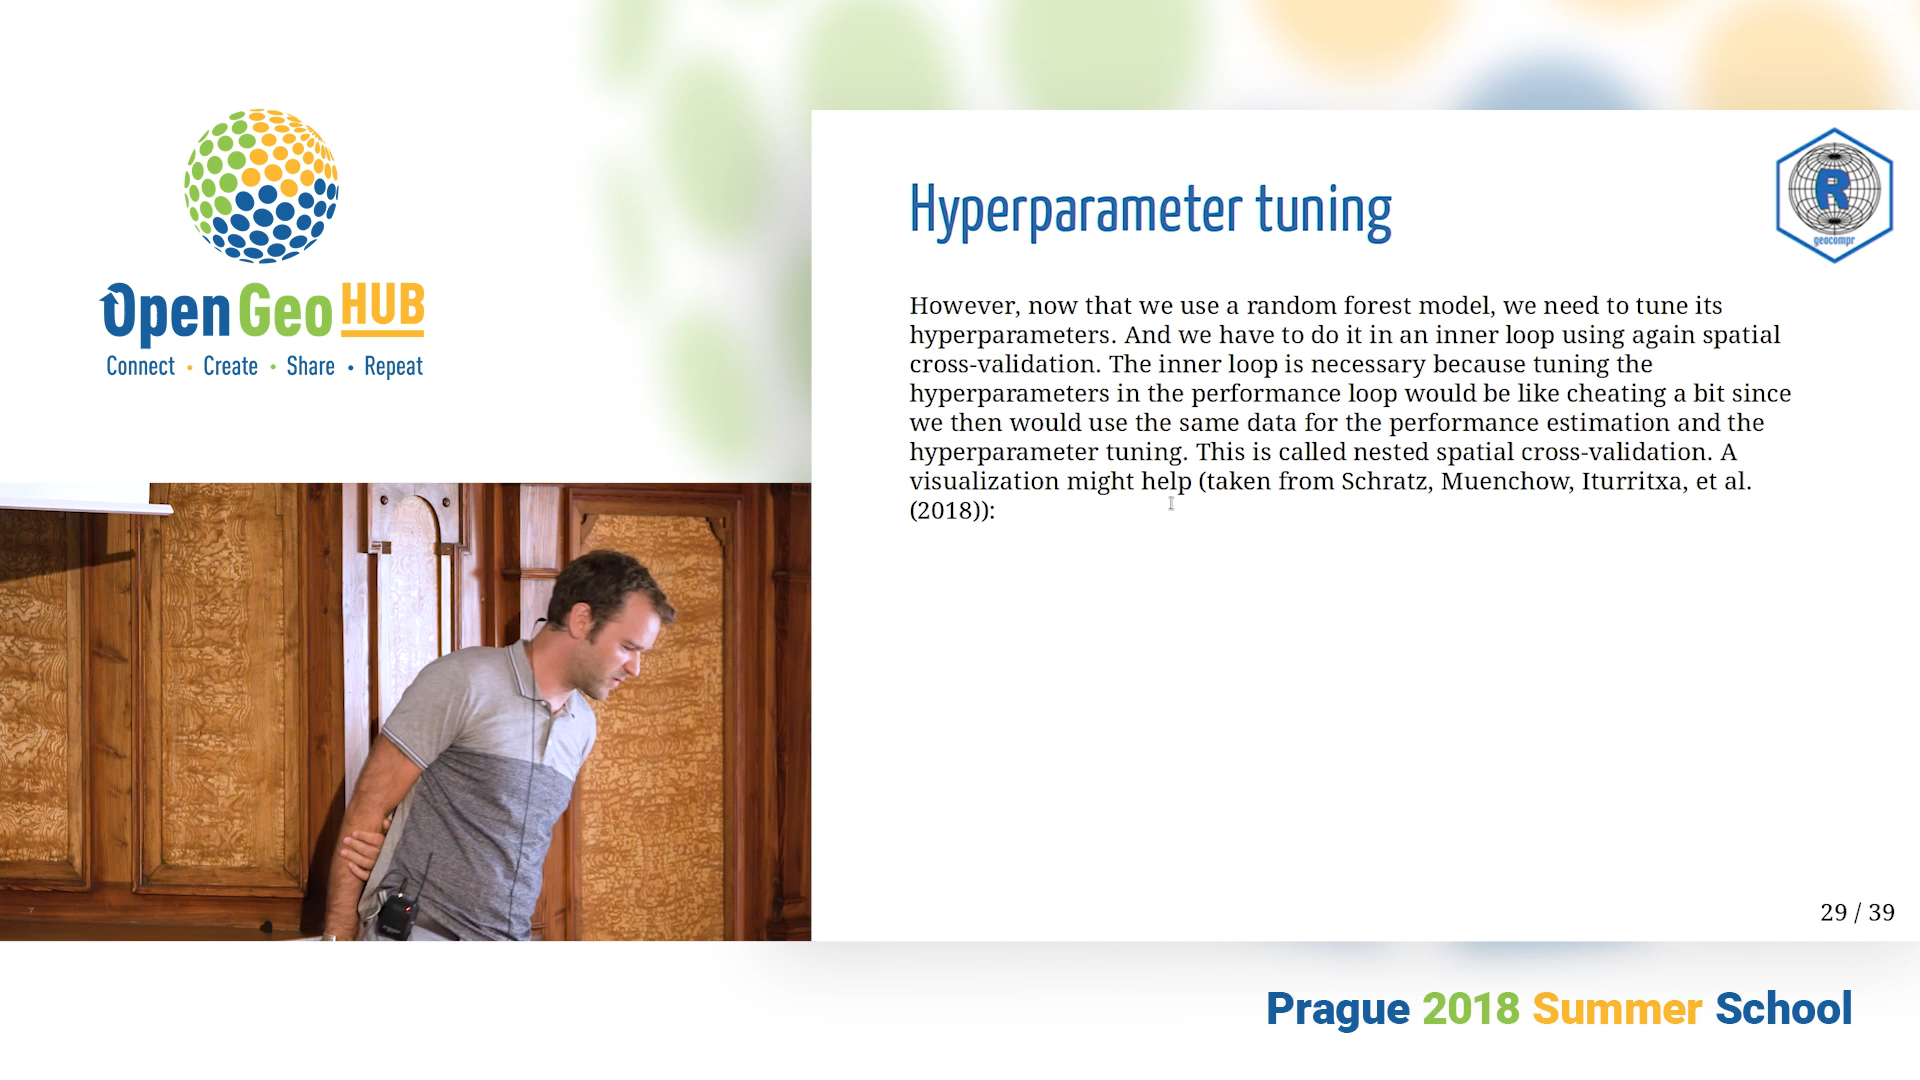 Open Geo HUB
Connect • Create • Share • Repeat
R
geocompr
Hyperparameter tuning
However, now that we use a random forest model, we need to tune its
hyperparameters. And we have to do it in an inner loop using again spatial
cross-validation. The inner loop is necessary because tuning the
hyperparameters in the performance loop would be like cheating a bit since
we then would use the same data for the performance estimation and the
hyperparameter tuning. This is called nested spatial cross-validation. A
visualization might help (taken from Schratz, Muenchow, Iturritxa, et al.
(2018)):
29 / 39
Prague 2018 Summer School